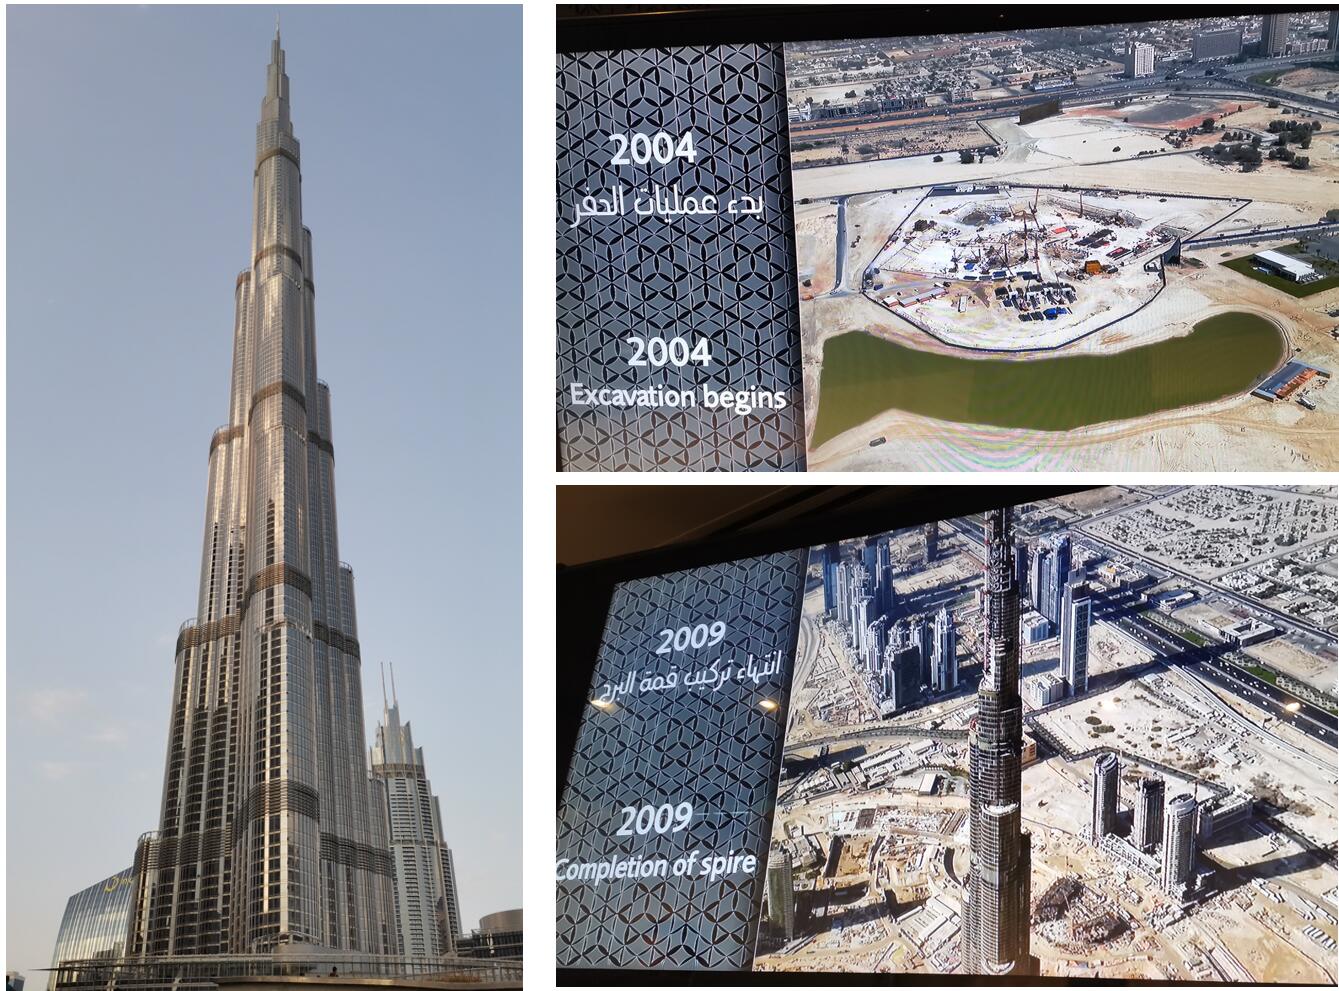 2004
بدء عمليات الحفر
2004
Excavation begins
2009
انتهاء تركيب قمة البرج
2009
Completion of spire